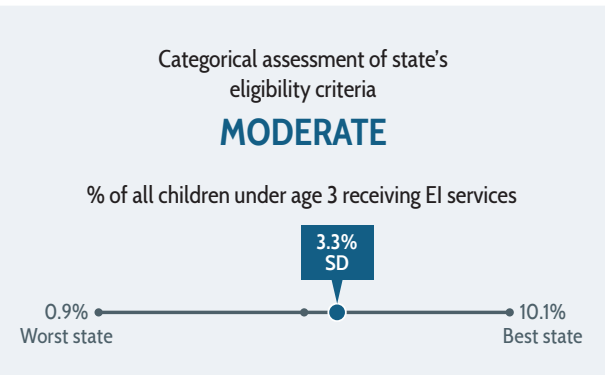 Categorical assessment of state’s
eligibility criteria
MODERATE
% of all children under age 3 receiving EI services
3.3%
SD
0.9%
Worst state
10.1%
Best state